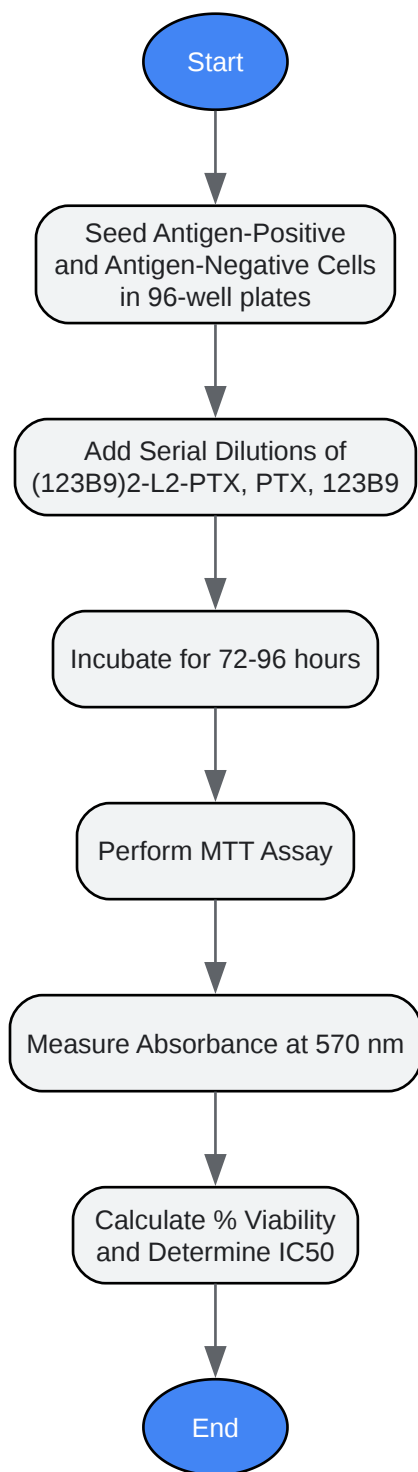 Start
Seed Antigen-Positive
and Antigen-Negative Cells
in 96-well plates
Add Serial Dilutions of
(123B9)2-L2-PTX, PTX, 123B9
Incubate for 72-96 hours
Perform MTT Assay
Measure Absorbance at 570 nm
Calculate % Viability
and Determine IC50
End